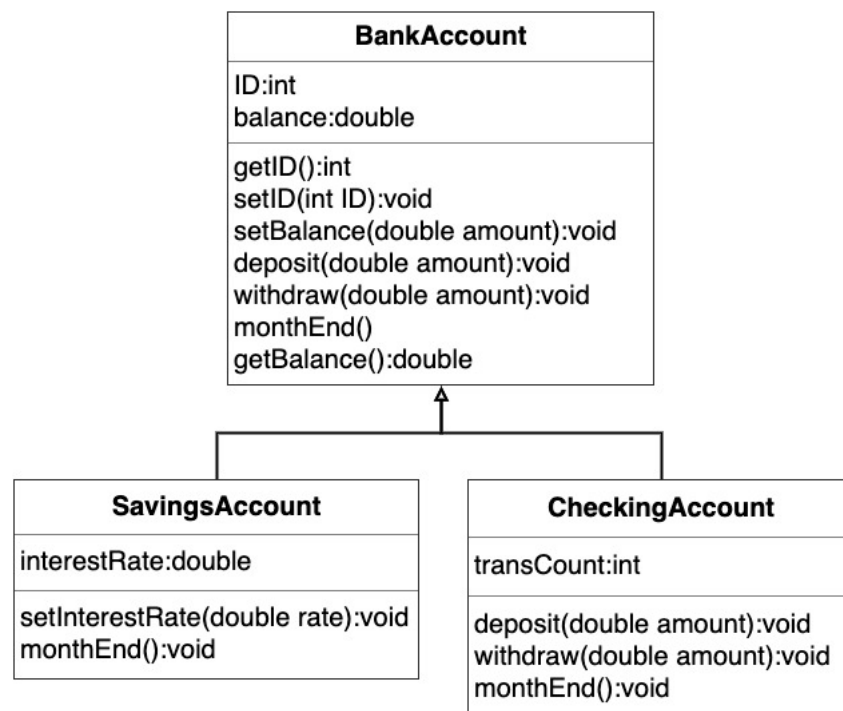 BankAccount
ID:int
balance:double
getID():int
setID(int ID):void
setBalance(double amount):void
deposit(double amount):void
withdraw(double amount):void
monthEnd()
getBalance():double
SavingsAccount
interestRate:double
setInterestRate(double rate):void
monthEnd():void
CheckingAccount
transCount:int
deposit(double amount):void
withdraw(double amount):void
monthEnd():void